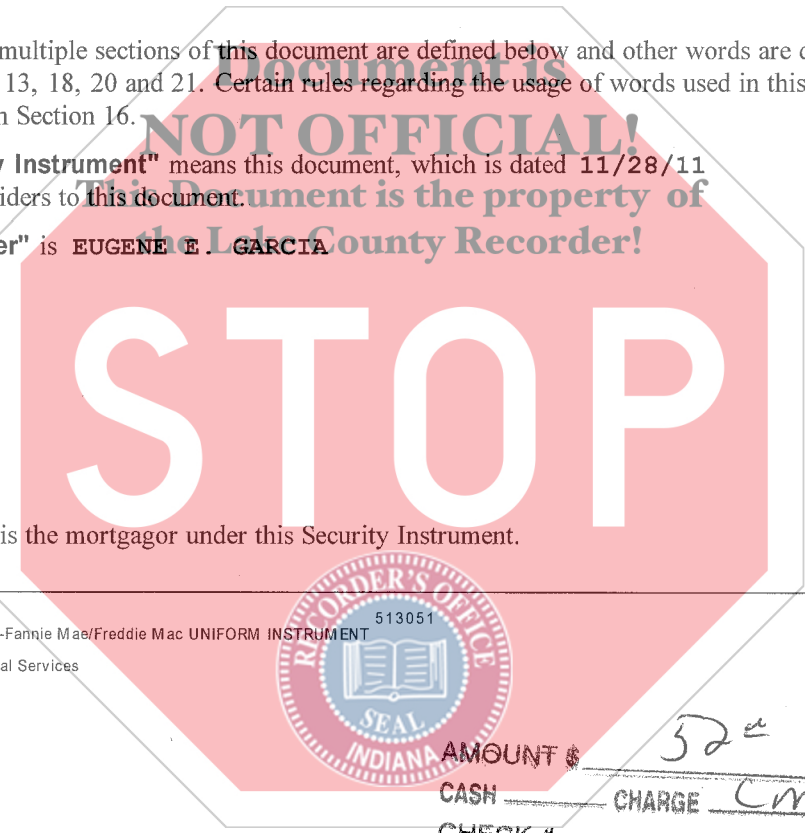 multiple sections of this document are defined below and other words are
13, 18, 20 and 21. Certain rules regarding the usage of words used in this
Section 16.
Document is
NOT OFFICIAL!
This Document is the property of
the Lake County Recorder!
Instrument" means this document, which is dated 11/28/11
riders to this document.
er" is EUGENE E. GARCIA
STOP
is the mortgagor under this Security Instrument.
-Fannie Mae/Freddie Mac UNIFORM INSTRUMENT 513051
al Services
RECORDER'S OFFICE
SEAL
INDIANA
AMOUNT $ 52
CASH CHARGE
CHECK #